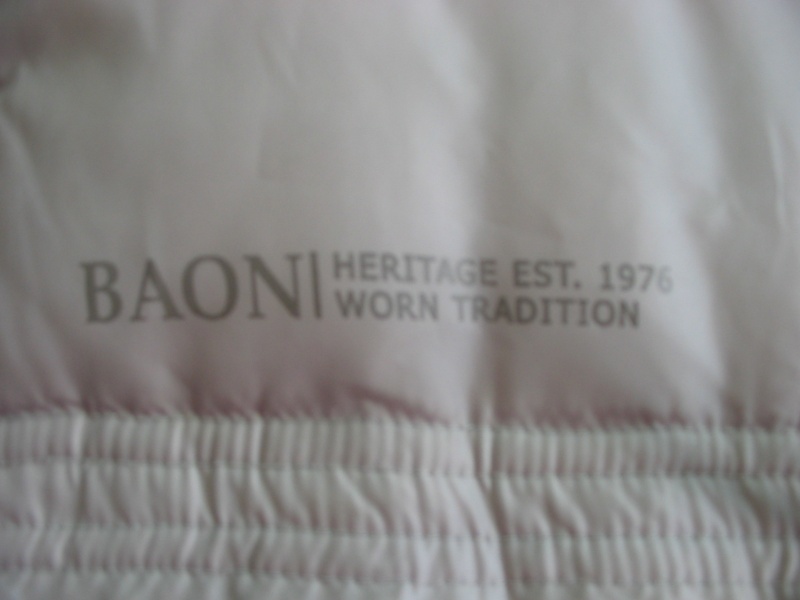 BAON
HERITAGE EST. 1976
WORN TRADITION